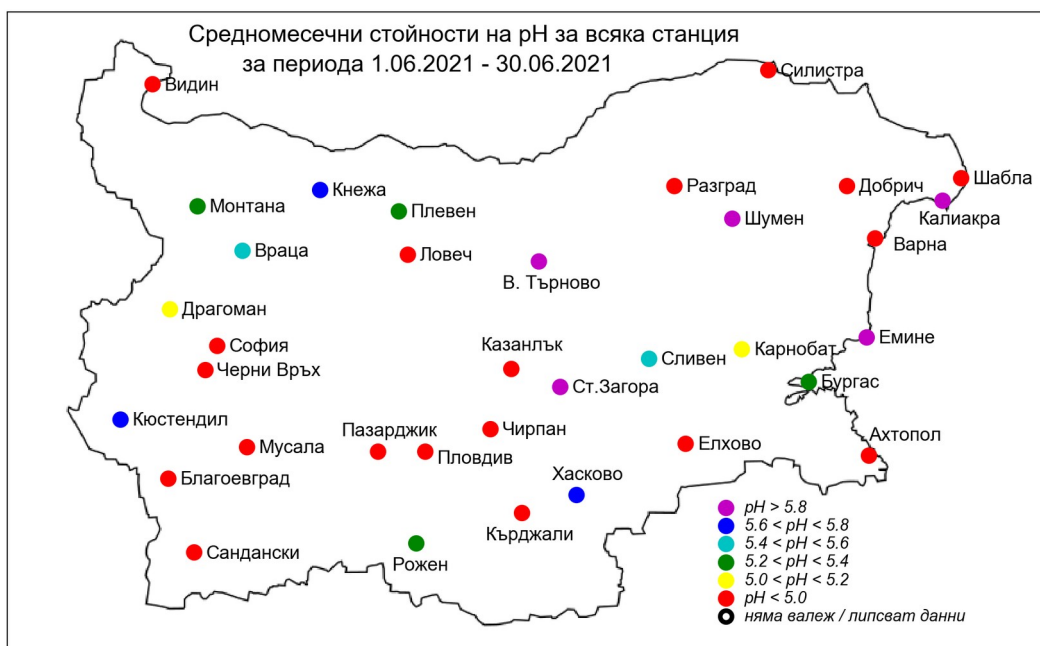 Средномесечни стойности на pH за всяка станция
за периода 1.06.2021 - 30.06.2021
Силистра
Видин
Шабла
Кнежа
Разград
Добрич
Монтана
Плевен
Калиакра
Шумен
Варна
Враца
Ловеч
В. Търново
Драгоман
Емине
София
Казанлък
Карнобат
Сливен
Черни Връх
Ст.Загора
Бургас
Кюстендил
Пазарджик
Чирпан
Ахтопол
Мусала
Пловдив
Елхово
Благоевград
Хасково
Кърджали
Сандански
Рожен
pH > 5.8
5.6 < pH < 5.8
5.4 < pH < 5.6
5.2 < pH < 5.4
5.0 < pH < 5.2
pH < 5.0
няма валеж / липсват данни